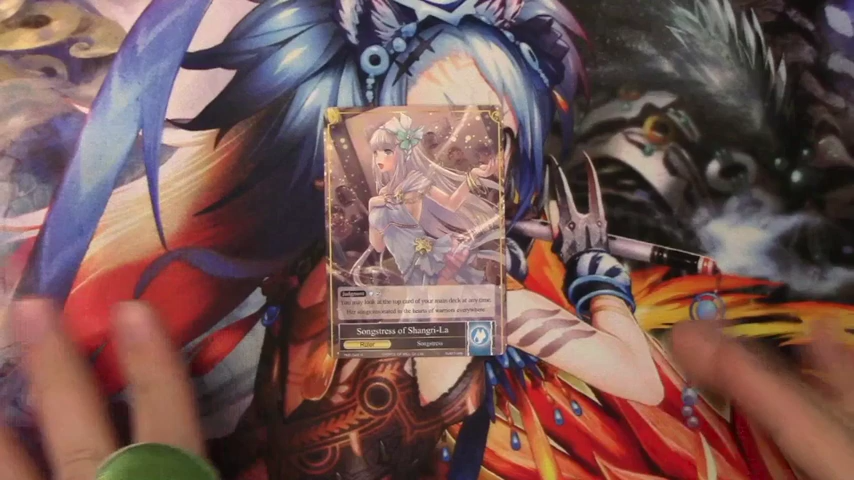 Judgment
You may look at the top card of your main deck at any time.
Her songs resonated in the hearts of warriors everywhere.
Songstress of Shangri-La
Ruler
Songstress